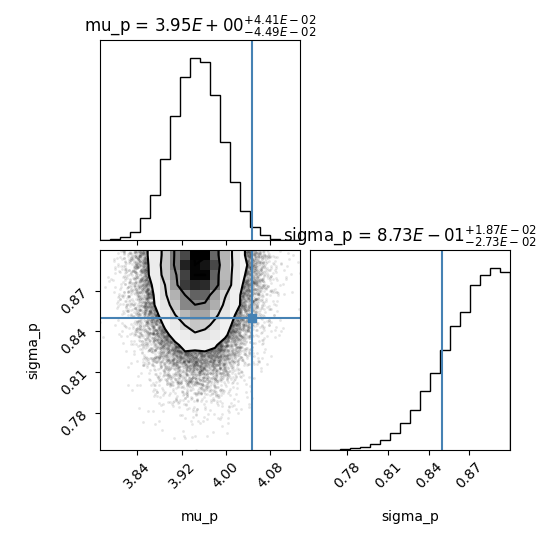 mu_p = 3.95E + 00+4.41E − 02 −4.49E − 02
sigma_p = 8.73E − 01+1.87E − 02 −2.73E − 02
0.87
0.84
0.81
0.78
sigma_p
3.84 3.92 4.00 4.08
0.78 0.81 0.84 0.87
mu_p
sigma_p